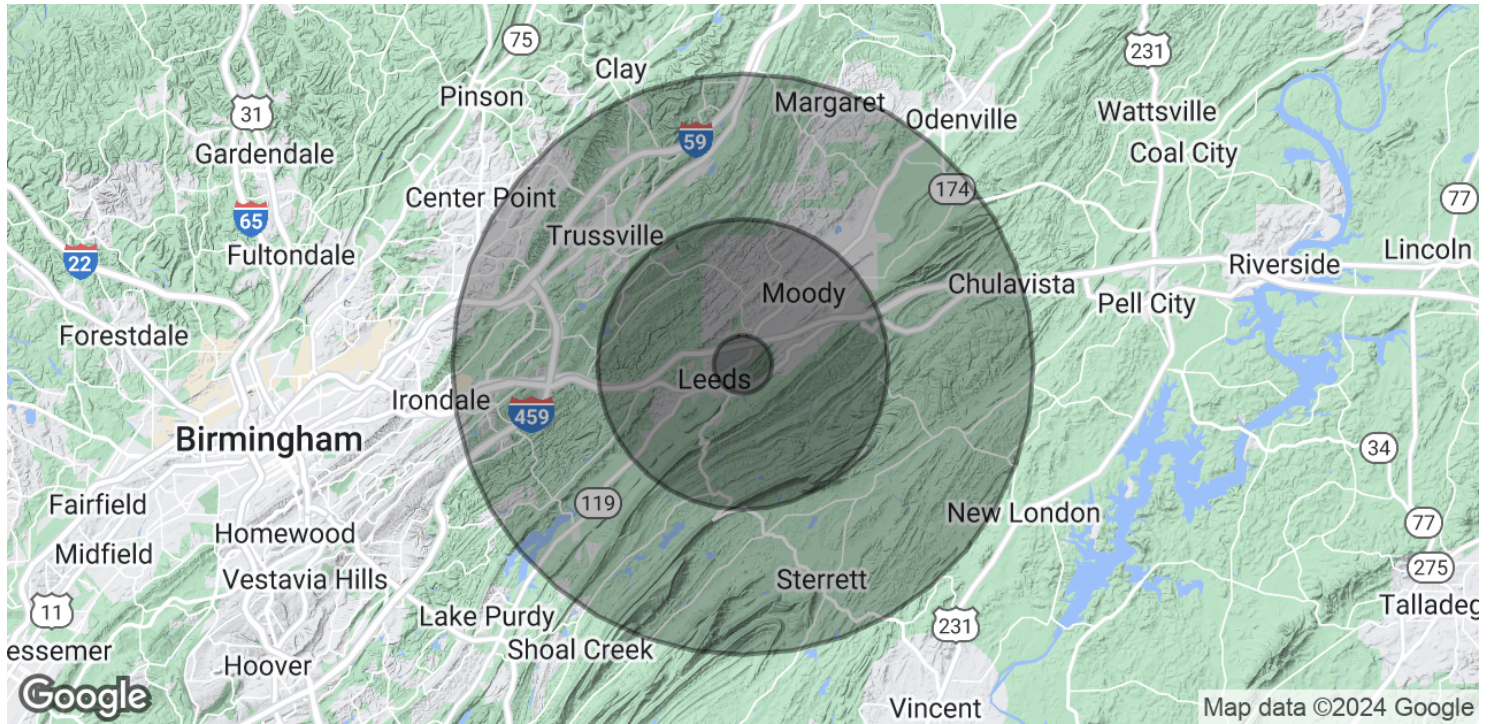 75
Clay
231
Pinson
31
Margaret
Odenville
Wattsville
59
Gardendale
Coal City
Center Point
174
77
65
Trussville
Fultondale
22
Lincoln
Riverside
Chulavista
Moody
Pell City
Forestdale
Leeds
Irondale
459
Birmingham
34
119
Fairfield
New London
77
Homewood
Midfield
275
Vestavia Hills
Sterrett
11
Talladeg
Lake Purdy
231
essemer
Shoal Creek
Hoover
Google
Vincent
Map data ©2024 Google